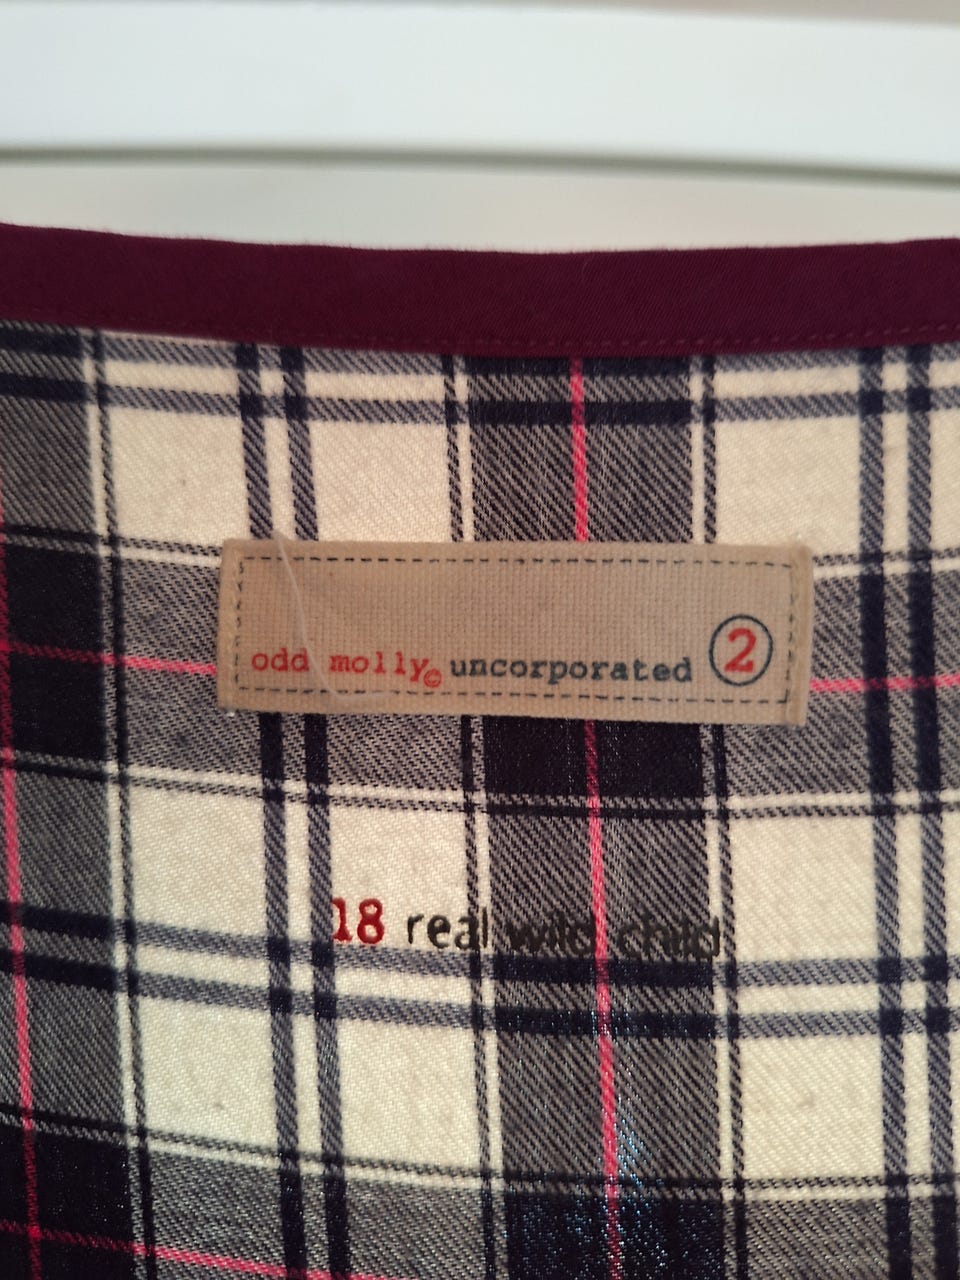 odd molly© uncorporated 2
18 real wild child